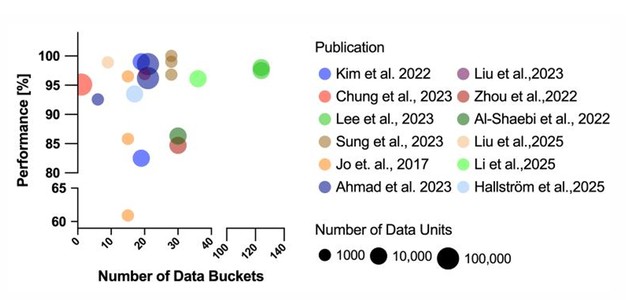 Performance [%]
100
95
90
85
80
65
60
0
10
20
30
40
100
120
140
Number of Data Buckets
Publication
Kim et al. 2022
Chung et al., 2023
Lee et al., 2023
Sung et al., 2023
Jo et. al., 2017
Ahmad et al. 2023
Liu et al.,2023
Zhou et al.,2022
Al-Shaebi et al., 2022
Liu et al.,2025
Li et al.,2025
Hallström et al.,2025
Number of Data Units
1000
10,000
100,000